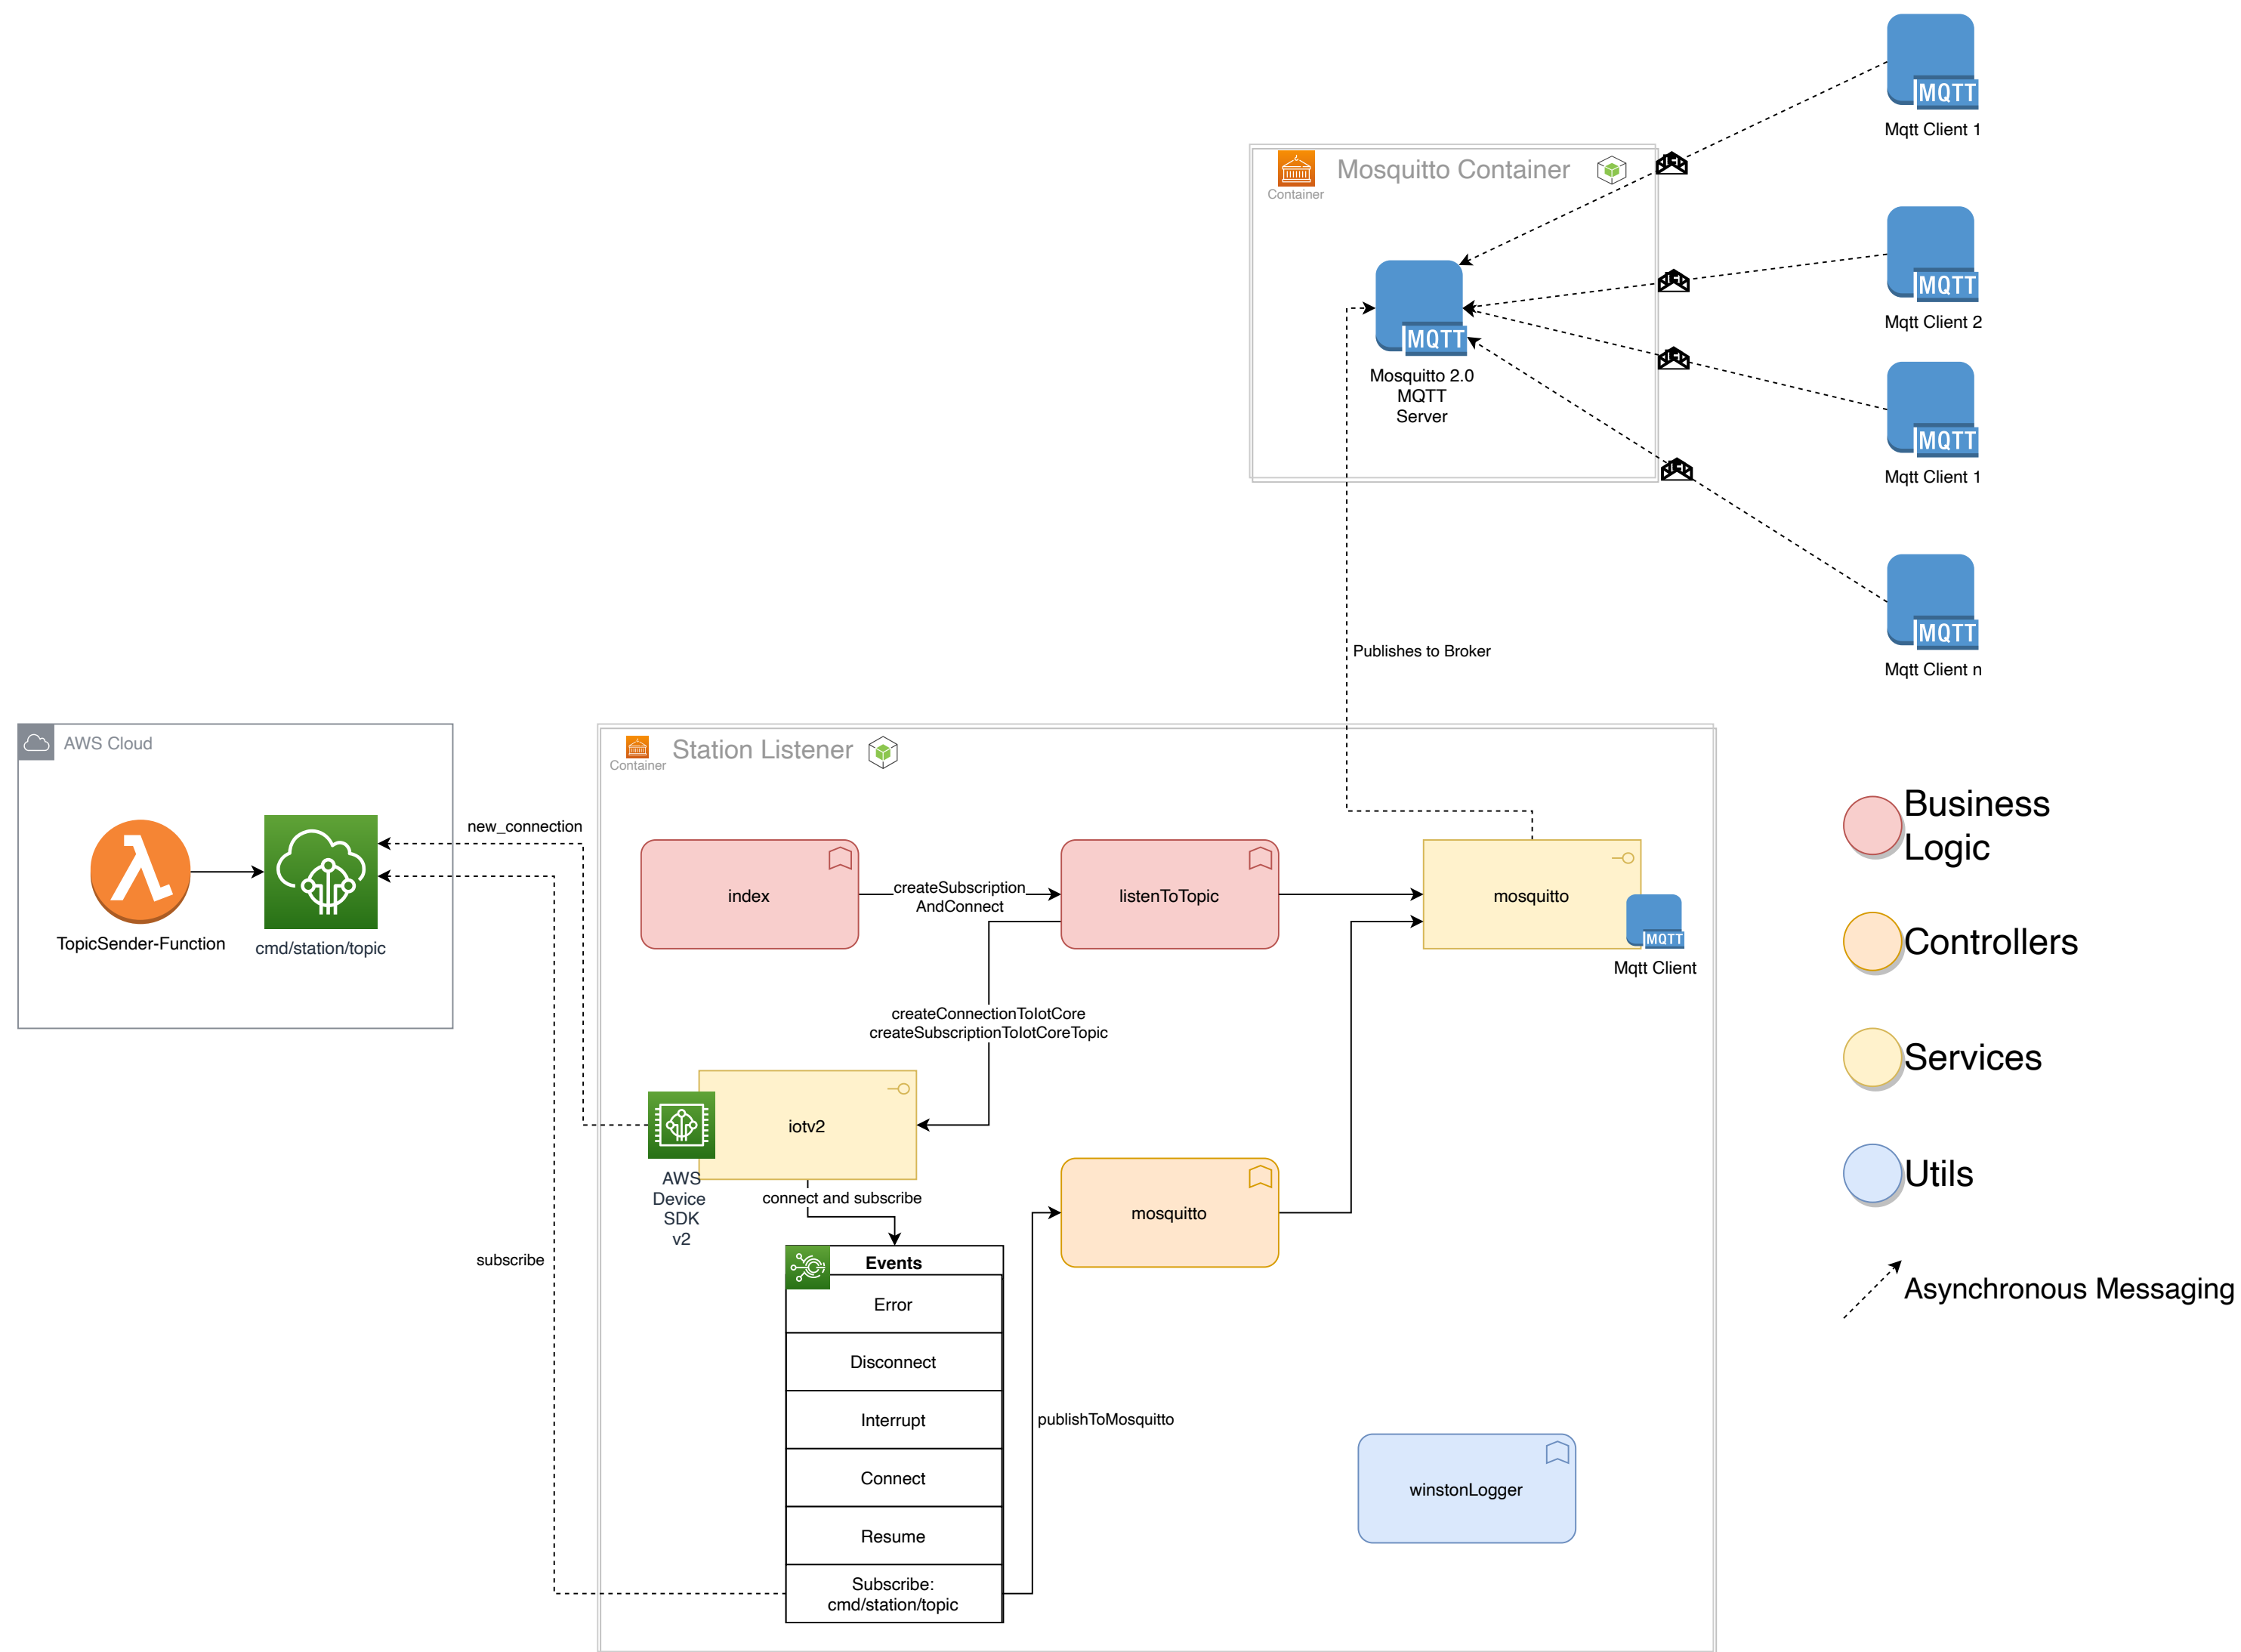 MQTT
Mqtt Client 1
Container
Mosquitto Container
MQTT
Mqtt Client 2
MQTT
Mosquitto 2.0
MQTT
Server
MQTT
Mqtt Client 1
MQTT
Mqtt Client n
Publishes to Broker
AWS Cloud
TopicSender-Function
cmd/station/topic
new_connection
subscribe
Container
Station Listener
index
createSubscription
AndConnect
listenToTopic
mosquitto
MQTT
Mqtt Client
createConnectionToIotCore
createSubscriptionToIotCoreTopic
iotv2
AWS
Device
SDK
v2
connect and subscribe
mosquitto
Events
Error
Disconnect
Interrupt
Connect
Resume
Subscribe:
cmd/station/topic
publishToMosquitto
winstonLogger
Business
Logic
Controllers
Services
Utils
Asynchronous Messaging